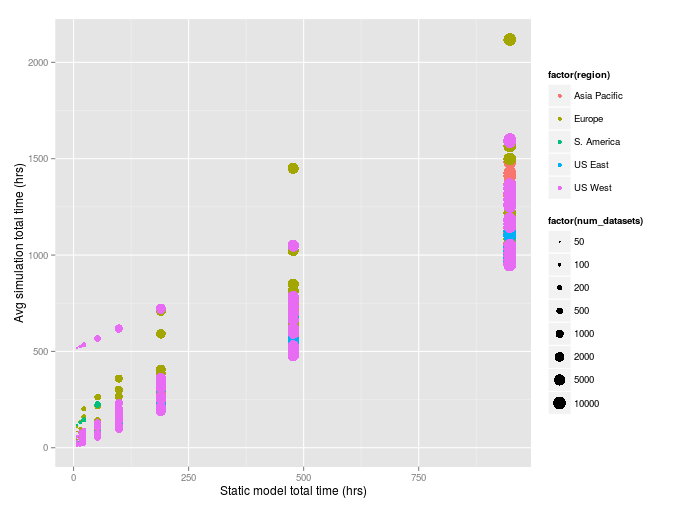 2000
1500
1000
500
0
Avg simulation total time (hrs)
0
250
500
750
Static model total time (hrs)
factor(region)
Asia Pacific
Europe
S. America
US East
US West
factor(num_datasets)
50
100
200
500
1000
2000
5000
10000